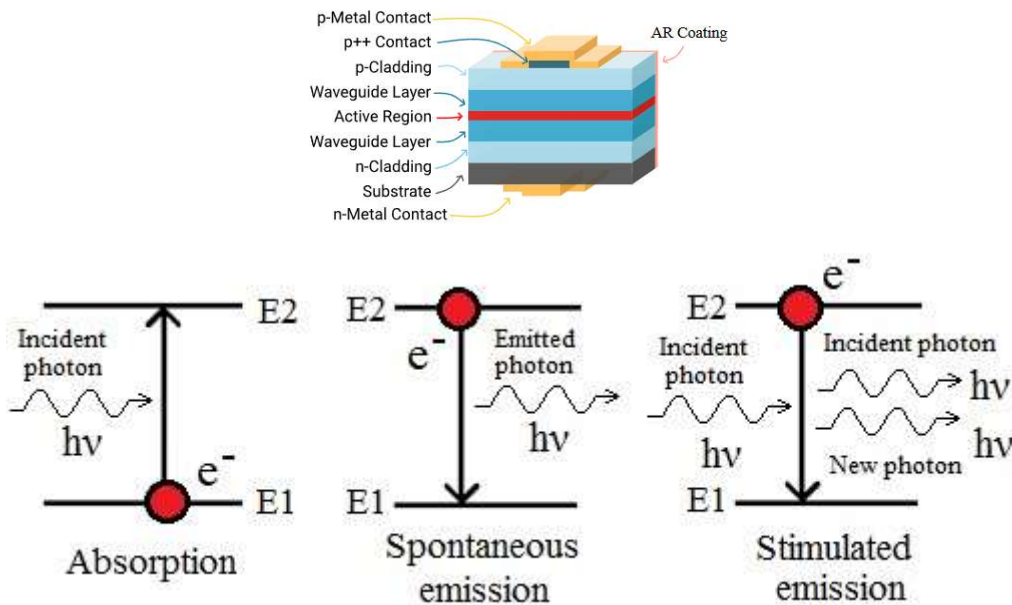 p-Metal Contact
p++ Contact
p-Cladding
Waveguide Layer
Active Region
Waveguide Layer
n-Cladding
Substrate
n-Metal Contact
AR Coating
E2
Incident
photon
hν
e-
E1
Absorption
E2
e-
Emitted
photon
hν
E1
Spontaneous
emission
e-
E2
Incident
photon
hν
Incident photon
hν
hν
New photon
E1
Stimulated
emission